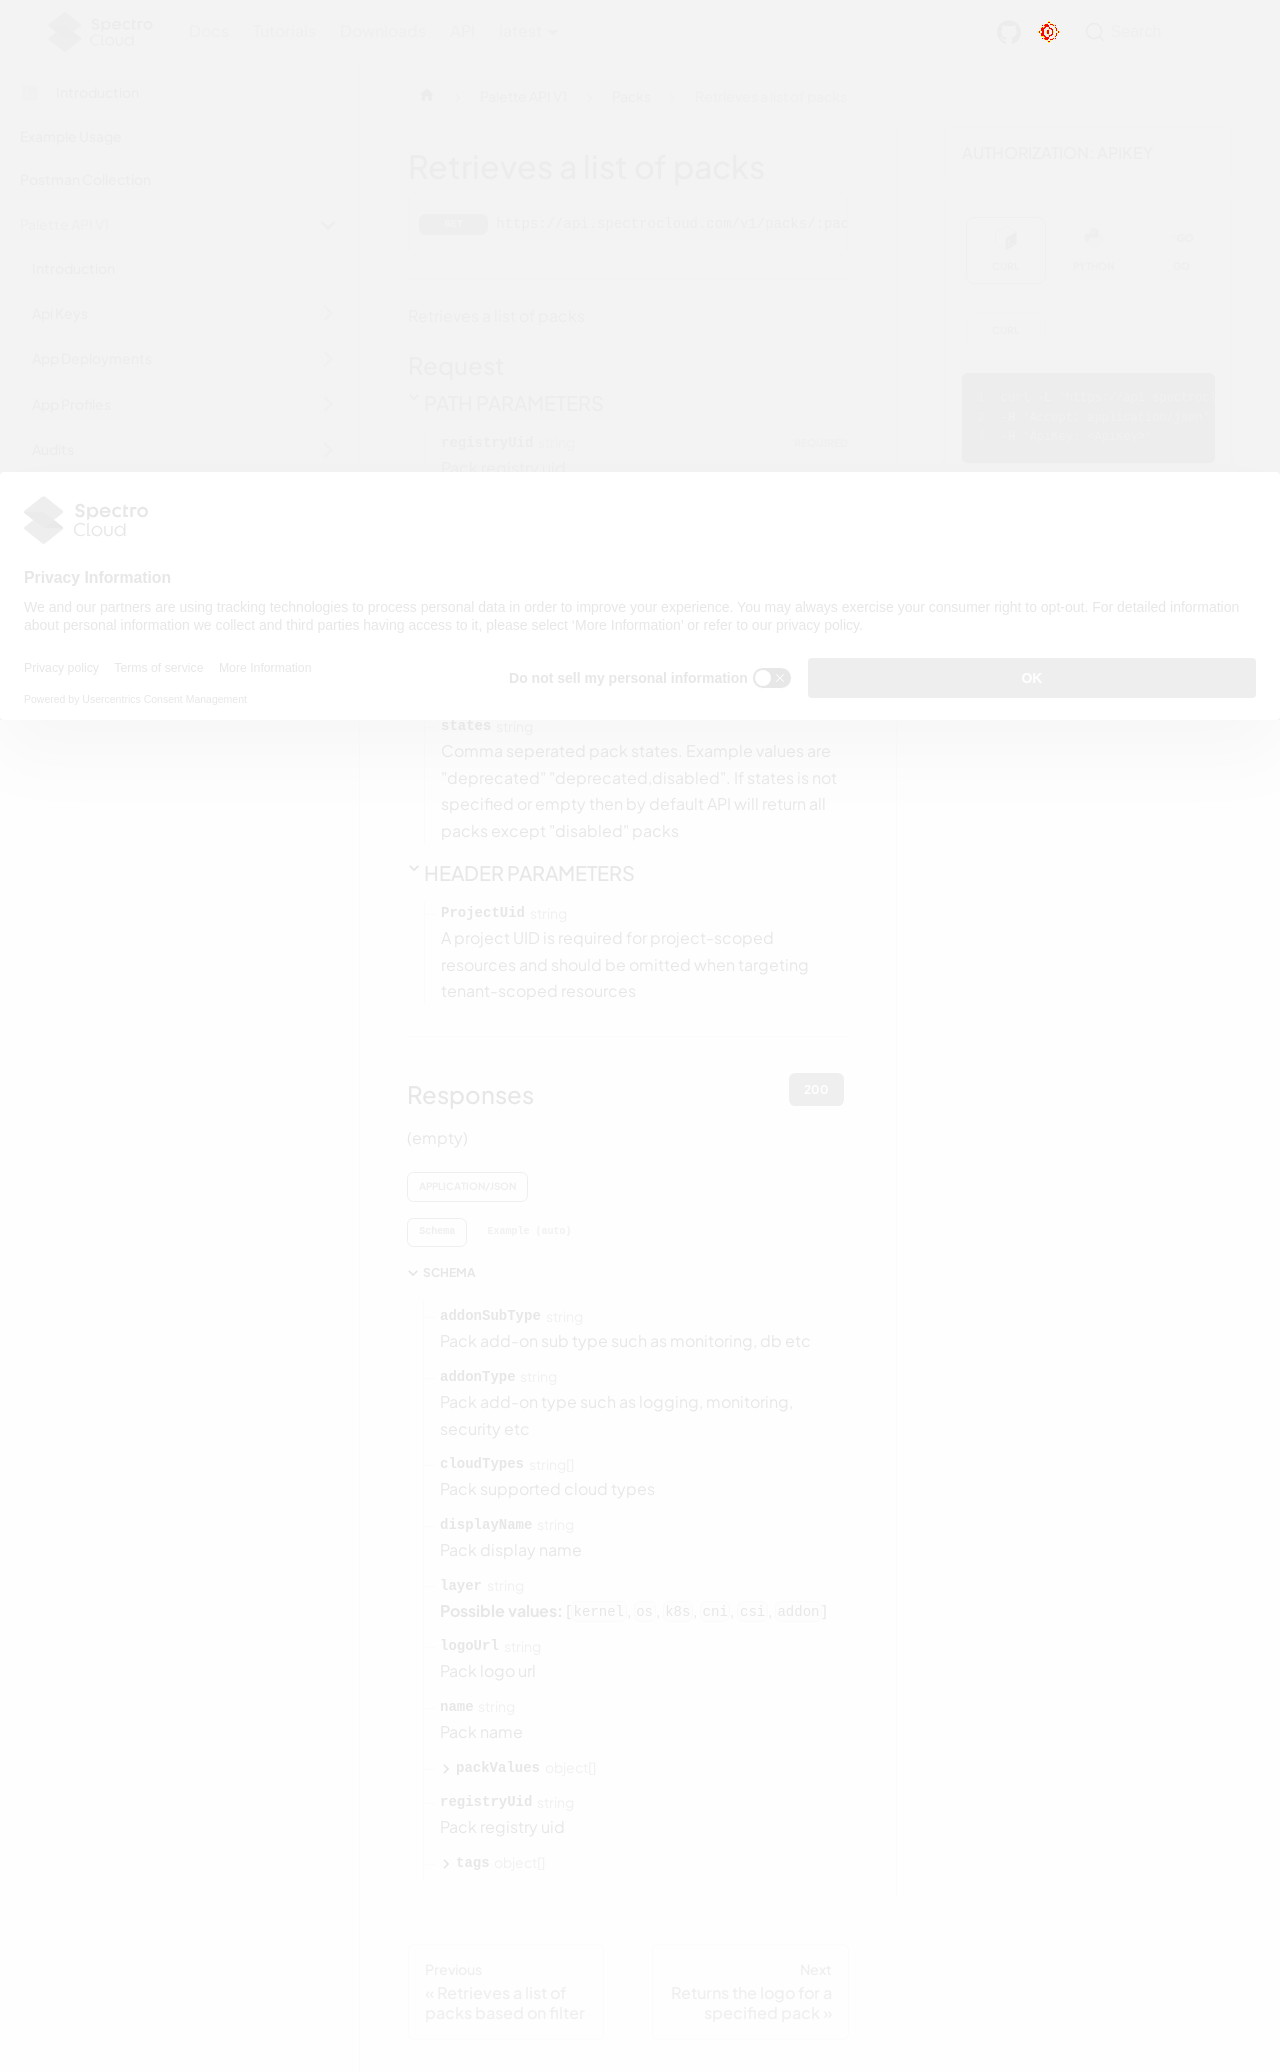 Spectro
Cloud
Docs Tutorials Downloads API latest
Search
Introduction
Example Usage
Postman Collection
Palette API V1
Introduction
Api Keys
App Deployments
App Profiles
Audits
Palette API V1
Packs
Retrieves a list of packs
Retrieves a list of packs
GET
Retrieves a list of packs
Request
PATH PARAMETERS
registryUid string
REQUIRED
Pack registry uid
AUTHORIZATION: APIKEY
CURL PYTHON GO
CURL
Spectro
Cloud
Privacy Information
We and our partners are using tracking technologies to process personal data in order to improve your experience. You may always exercise your consumer right to opt-out. For detailed information
about personal information we collect and third parties having access to it, please select 'More Information' or refer to our privacy policy.
Privacy policy Terms of service More Information
Powered by Usercentrics Consent Management
Do not sell my personal information
OK
states string
Comma seperated pack states. Example values are
"deprecated" "deprecated,disabled". If states is not
specified or empty then by default API will return all
packs except "disabled" packs
HEADER PARAMETERS
ProjectUid string
A project UID is required for project-scoped
resources and should be omitted when targeting
tenant-scoped resources
Responses
200
(empty)
APPLICATION/JSON
Schema Example (auto)
SCHEMA
addonSubType string
Pack add-on sub type such as monitoring, db etc
addonType string
Pack add-on type such as logging, monitoring,
security etc
cloudTypes string[]
Pack supported cloud types
displayName string
Pack display name
layer string
Possible values: [kernel, os, k8s, cni, csi, addon]
logoUrl string
Pack logo url
name string
Pack name
packValues object[]
registryUid string
Pack registry uid
tags object[]
Previous
« Retrieves a list of
packs based on filter
Next
Returns the logo for a
specified pack »